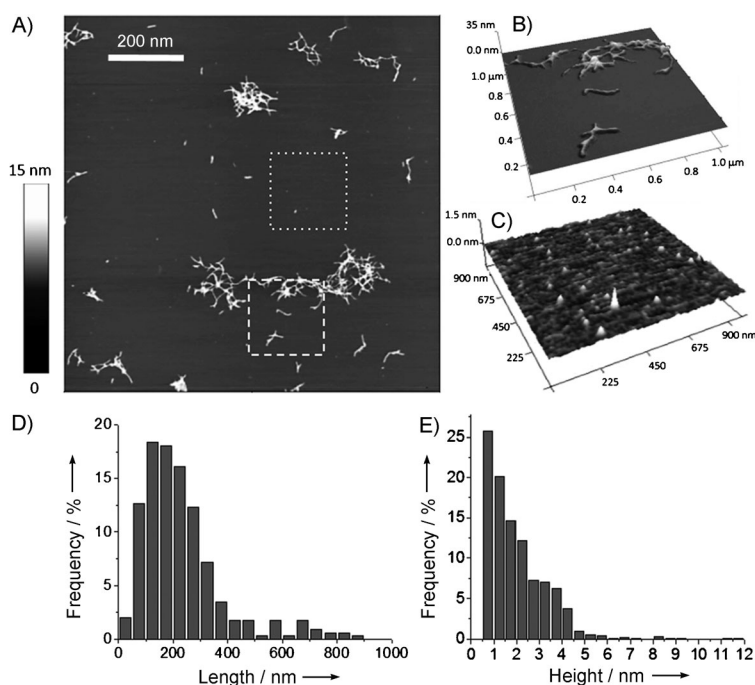 A)
200 nm
15 nm
0
B)
35 nm
0.0 nm
1.0 µm
0.8
0.6
0.4
0.2
0.2
0.4
0.6
0.8
1.0 µm
C)
1.5 nm
0.0 nm
900 nm
675
450
225
225
450
675
900 nm
D)
20
15
10
5
0
Frequency / %
0 200 400 600 800 1000
Length / nm
E)
25
20
15
10
5
0
Frequency / %
0 1 2 3 4 5 6 7 8 9 10 11 12
Height / nm